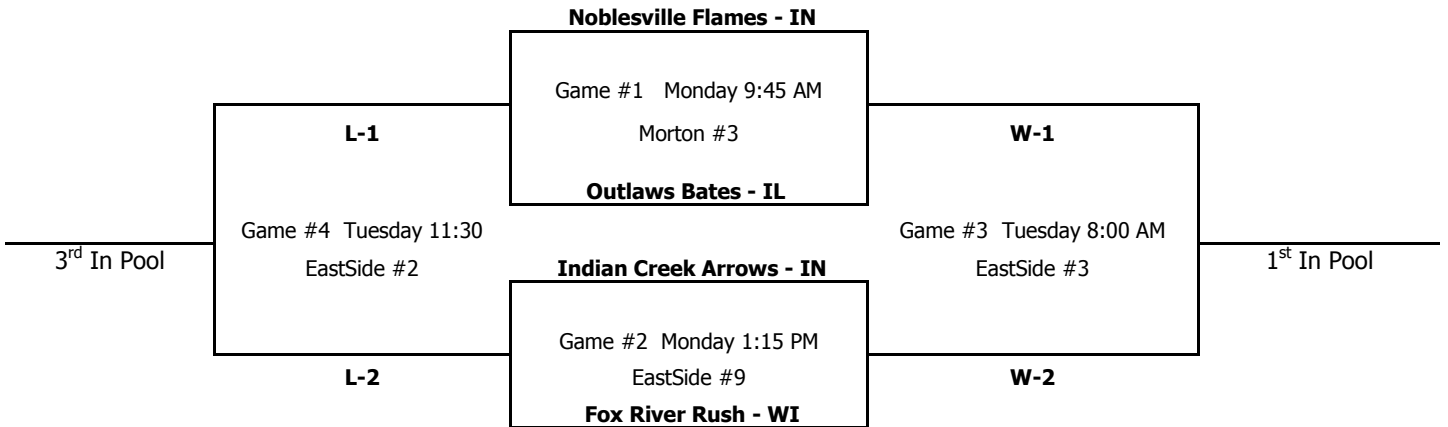 Noblesville Flames - IN
Game #1 Monday 9:45 AM
L-1
Morton #3
W-1
Outlaws Bates - IL
Game #4 Tuesday 11:30
Game #3 Tuesday 8:00 AM
3rd In Pool
EastSide #2
Indian Creek Arrows - IN
EastSide #3
1st In Pool
Game #2 Monday 1:15 PM
L-2
EastSide #9
W-2
Fox River Rush - WI